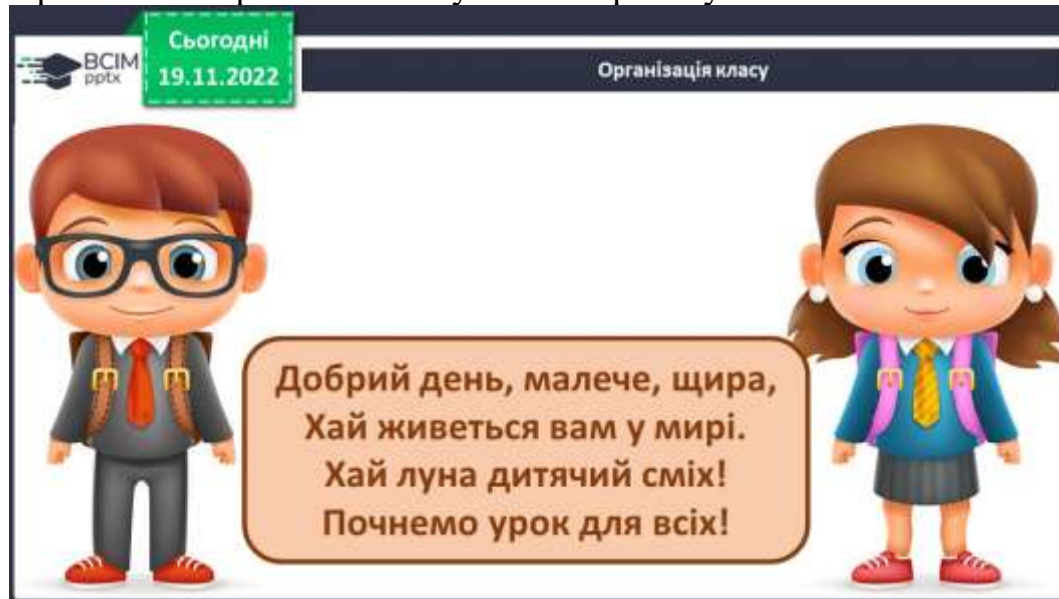 Сьогодні
19.11.2022
ВСІМ
pptx
Організація класу
Добрий день, малече, щира,
Хай живеться вам у мирі.
Хай луна дитячий сміх!
Почнемо урок для всіх!